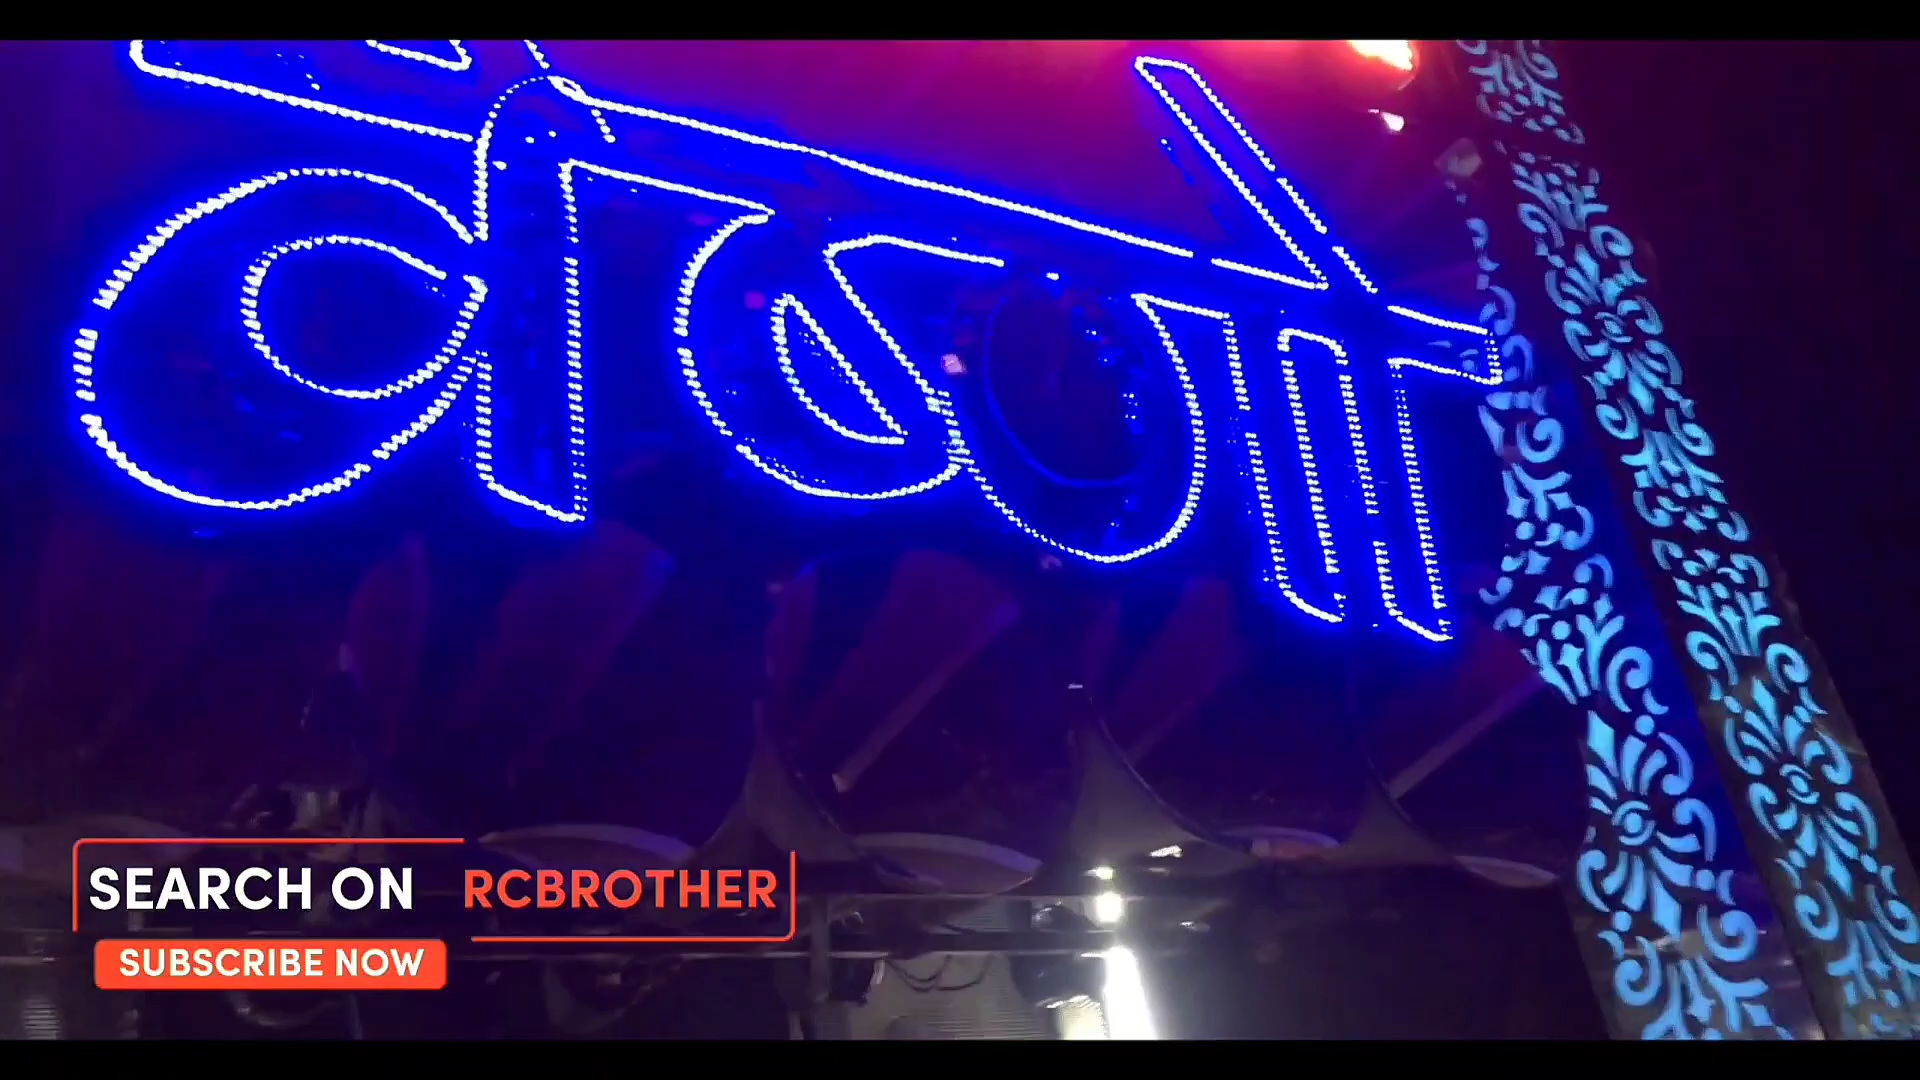 वैष्णो
SEARCH ON RCBROTHER
SUBSCRIBE NOW